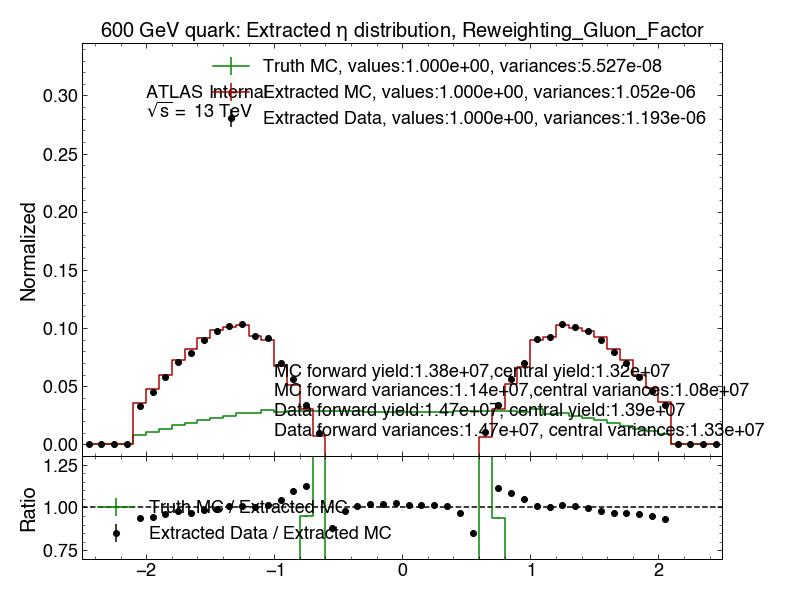 600 GeV quark: Extracted η distribution, Reweighting_Gluon_Factor
Truth MC, values:1.000e+00, variances:5.527e-08
ATLAS Internal
Extracted MC, values:1.000e+00, variances:1.052e-06
√s = 13 TeV
Extracted Data, values:1.000e+00, variances:1.193e-06
Normalized
0.30
0.25
0.20
0.15
0.10
0.05
0.00
MC forward yield:1.38e+07,central yield:1.32e+07
MC forward variances:1.14e+07,central variances:1.08e+07
Data forward yield:1.47e+07, central yield:1.39e+07
Data forward variances:1.47e+07, central variances:1.33e+07
Ratio
1.25
1.00
0.75
Truth MC / Extracted MC
Extracted Data / Extracted MC
−2 −1 0 1 2